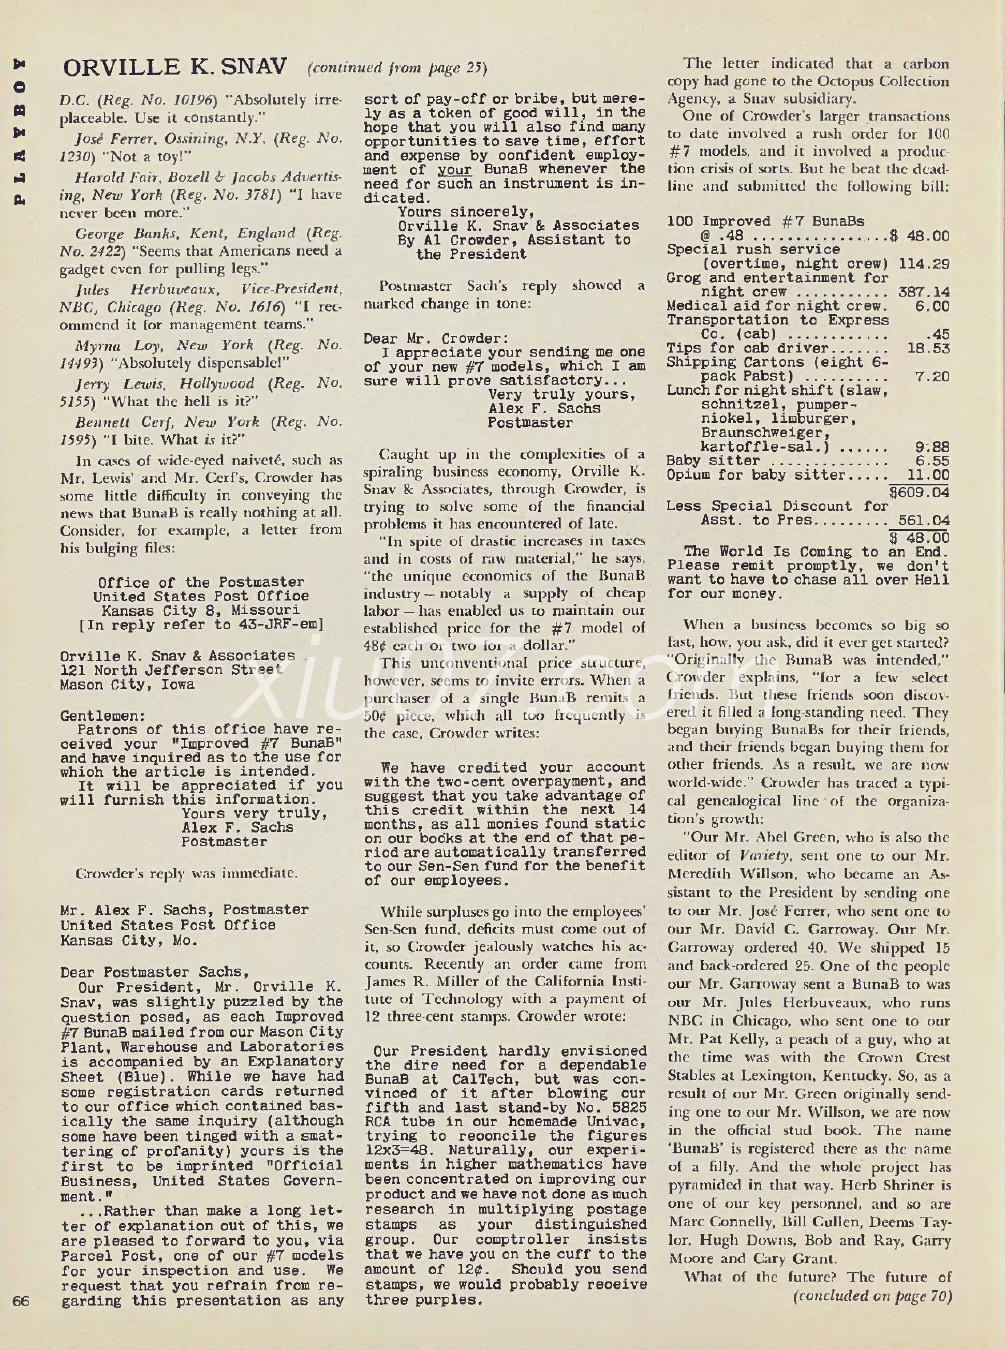 PLAYBOY
ORVILLE K. SNAV (continued from page 25)
D.C. (Reg. No. 10196) "Absolutely irre-
placeable. Use it constantly."
José Ferrer, Ossining, N.Y. (Reg. No.
1230) "Not a toy!"
Harold Fair, Bozell & Jacobs Advertis-
ing, New York (Reg. No. 3781) "I have
never been more."
George Banks, Kent, England (Reg.
No. 2422) "Seems that Americans need a
gadget even for pulling legs."
Jules Herbuveaux, Vice-President,
NBC, Chicago (Reg. No. 1616) "I rec-
ommend it for management teams."
Myrna Loy, New York (Reg. No.
14493) "Absolutely dispensable!"
Jerry Lewis, Hollywood (Reg. No.
5155) "What the hell is it?"
Bennett Cerf, New York (Reg. No.
1595) "I bite. What is it?"
In cases of wide-eyed naiveté, such as
Mr. Lewis' and Mr. Cerf's, Crowder has
some little difficulty in conveying the
news that BunaB is really nothing at all.
Consider, for example, a letter from
his bulging files:
Office of the Postmaster
United States Post Office
Kansas City 8, Missouri
[In reply refer to 43-JRF-em]
Orville K. Snav & Associates
121 North Jefferson Street
Mason City, Iowa
Gentlemen:
Patrons of this office have re-
ceived your "Improved #7 BunaB"
and have inquired as to the use for
which the article is intended.
It will be appreciated if you
will furnish this information.
Yours very truly,
Alex F. Sachs
Postmaster
Crowder's reply was immediate.
Mr. Alex F. Sachs, Postmaster
United States Post Office
Kansas City, Mo.
Dear Postmaster Sachs,
Our President, Mr. Orville K.
Snav, was slightly puzzled by the
question posed, as each Improved
#7 BunaB mailed from our Mason City
Plant, Warehouse and Laboratories
is accompanied by an Explanatory
Sheet (Blue). While we have had
some registration cards returned
to our office which contained bas-
ically the same inquiry (although
some have been tinged with a smat-
tering of profanity) yours is the
first to be imprinted "Official
Business, United States Govern-
ment."
...Rather than make a long let-
ter of explanation out of this, we
are pleased to forward to you, via
Parcel Post, one of our #7 models
for your inspection and use. We
request that you refrain from re-
garding this presentation as any
66
sort of pay-off or bribe, but mere-
ly as a token of good will, in the
hope that you will also find many
opportunities to save time, effort
and expense by confident employ-
ment of your BunaB whenever the
need for such an instrument is in-
dicated.
Yours sincerely,
Orville K. Snav & Associates
By Al Crowder, Assistant to
the President
Postmaster Sach's reply showed a
marked change in tone:
Dear Mr. Crowder:
I appreciate your sending me one
of your new #7 models, which I am
sure will prove satisfactory...
Very truly yours,
Alex F. Sachs
Postmaster
Caught up in the complexities of a
spiraling business economy, Orville K.
Snav & Associates, through Crowder, is
trying to solve some of the financial
problems it has encountered of late.
"In spite of drastic increases in taxes
and in costs of raw material," he says,
"the unique economics of the BunaB
industry — notably a supply of cheap
labor — has enabled us to maintain our
established price for the #7 model of
48¢ each or two for a dollar."
This unconventional price structure,
however, seems to invite errors. When a
purchaser of a single BunaB remits a
50¢ piece, which all too frequently is
the case, Crowder writes:
We have credited your account
with the two-cent overpayment, and
suggest that you take advantage of
this credit within the next 14
months, as all monies found static
on our books at the end of that pe-
riod are automatically transferred
to our Sen-Sen fund for the benefit
of our employees.
While surpluses go into the employees'
Sen-Sen fund, deficits must come out of
it, so Crowder jealously watches his ac-
counts. Recently an order came from
James R. Miller of the California Insti-
tute of Technology with a payment of
12 three-cent stamps. Crowder wrote:
Our President hardly envisioned
the dire need for a dependable
BunaB at CalTech, but was con-
vinced of it after blowing our
fifth and last stand-by No. 5825
RCA tube in our homemade Univac,
trying to reconcile the figures
12x3=48. Naturally, our experi-
ments in higher mathematics have
been concentrated on improving our
product and we have not done as much
research in multiplying postage
stamps as your distinguished
group. Our comptroller insists
that we have you on the cuff to the
amount of 12¢. Should you send
stamps, we would probably receive
three purples.
The letter indicated that a carbon
copy had gone to the Octopus Collection
Agency, a Snav subsidiary.
One of Crowder's larger transactions
to date involved a rush order for 100
#7 models, and it involved a produc-
tion crisis of sorts. But he beat the dead-
line and submitted the following bill:
100 Improved #7 BunaBs
@ .48 ................$ 48.00
Special rush service
(overtime, night crew) 114.29
Grog and entertainment for
night crew ........... 387.14
Medical aid for night crew. 6.00
Transportation to Express
Co. (cab) ............ .45
Tips for cab driver....... 18.53
Shipping Cartons (eight 6-
pack Pabst) .......... 7.20
Lunch for night shift (slaw,
schnitzel, pumper-
nickel, limburger,
Braunschweiger,
kartoffle-sal.) ...... 9.88
Baby sitter .............. 6.55
Opium for baby sitter..... 11.00
$609.04
Less Special Discount for
Asst. to Pres......... 561.04
$ 48.00
The World Is Coming to an End.
Please remit promptly, we don't
want to have to chase all over Hell
for our money.
When a business becomes so big so
fast, how, you ask, did it ever get started?
"Originally the BunaB was intended,"
Crowder explains, "for a few select
friends. But these friends soon discov-
ered it filled a long-standing need. They
began buying BunaBs for their friends,
and their friends began buying them for
other friends. As a result, we are now
world-wide." Crowder has traced a typi-
cal genealogical line of the organiza-
tion's growth:
"Our Mr. Abel Green, who is also the
editor of Variety, sent one to our Mr.
Meredith Willson, who became an As-
sistant to the President by sending one
to our Mr. José Ferrer, who sent one to
our Mr. David C. Garroway. Our Mr.
Garroway ordered 40. We shipped 15
and back-ordered 25. One of the people
our Mr. Garroway sent a BunaB to was
our Mr. Jules Herbuveaux, who runs
NBC in Chicago, who sent one to our
Mr. Pat Kelly, a peach of a guy, who at
the time was with the Crown Crest
Stables at Lexington, Kentucky. So, as a
result of our Mr. Green originally send-
ing one to our Mr. Willson, we are now
in the official stud book. The name
'BunaB' is registered there as the name
of a filly. And the whole project has
pyramided in that way. Herb Shriner is
one of our key personnel, and so are
Marc Connelly, Bill Cullen, Deems Tay-
lor, Hugh Downs, Bob and Ray, Garry
Moore and Cary Grant.
What of the future? The future of
(concluded on page 70)
xiu07.com